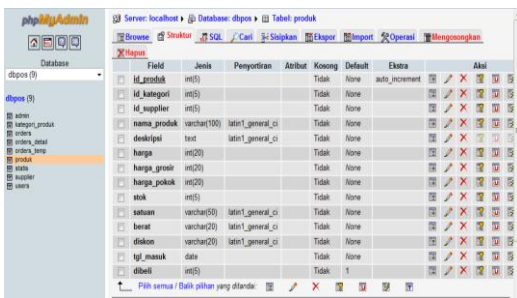 phpMyAdmin
Server: localhost Database: dbpos Tabel: produk
Browse Struktur SQL Cari Sisipkan Ekspor Import Operasi Mengosongkan
Hapus
Database
dbpos (9)
dbpos (9)
admin
kategori_produk
orders
orders_detail
orders_temp
produk
statis
supplier
users
Field Jenis Penyortiran Atribut Kosong Default Ekstra Aksi
id_produk int(5) Tidak None auto_increment
id_kategori int(5) Tidak None
id_supplier int(5) Tidak None
nama_produk varchar(100) latin1_general_ci Tidak None
deskripsi text latin1_general_ci Tidak None
harga int(20) Tidak None
harga_grosir int(20) Tidak None
harga_pokok int(20) Tidak None
stok int(5) Tidak None
satuan varchar(50) latin1_general_ci Tidak None
berat varchar(20) latin1_general_ci Tidak None
diskon varchar(20) latin1_general_ci Tidak None
tgl_masuk date Tidak None
dibeli int(5) Tidak 1
Pilih semua / Balik pilihan yang ditandai: